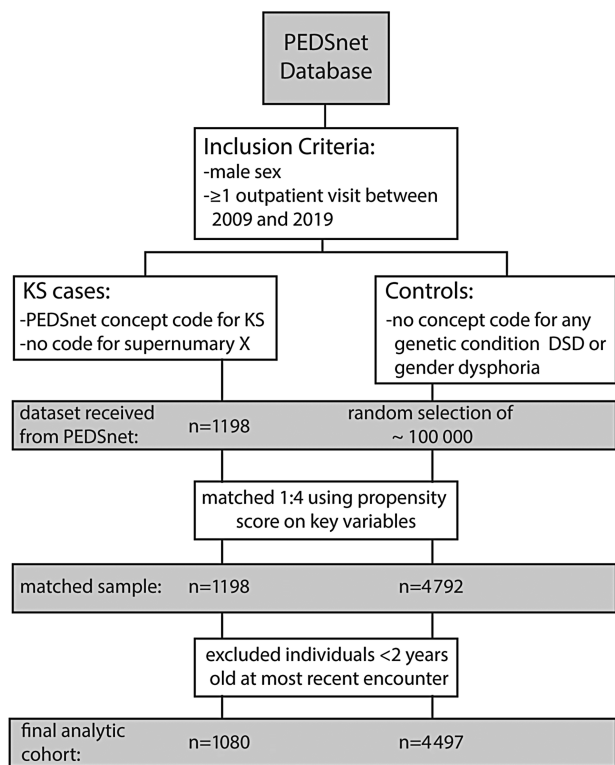 PEDSnet
Database
Inclusion Criteria:
-male sex
-≥1 outpatient visit between
2009 and 2019
KS cases:
-PEDSnet concept code for KS
-no code for supernumary X
Controls:
-no concept code for any
genetic condition DSD or
gender dysphoria
dataset received
from PEDSnet:
n=1198
random selection of
~ 100 000
matched 1:4 using propensity
score on key variables
matched sample:
n=1198
n=4792
excluded individuals <2 years
old at most recent encounter
final analytic
cohort:
n=1080
n=4497